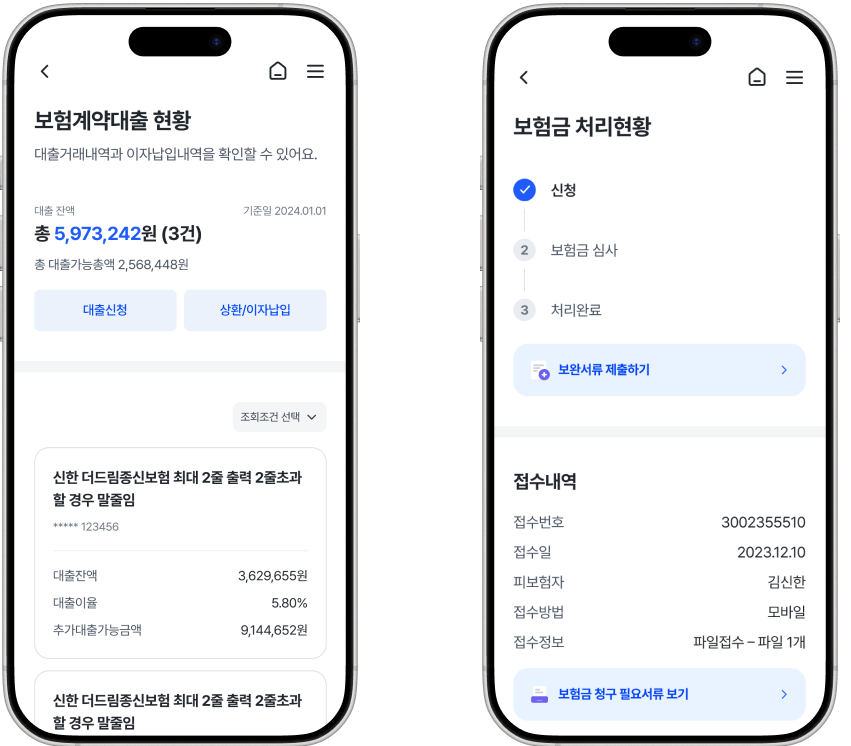 보험계약대출 현황
대출거래내역과 이자납입내역을 확인할 수 있어요.
대출 잔액
기준일 2024.01.01
총 5,973,242원 (3건)
총 대출가능총액 2,568,448원
대출신청
상환/이자납입
조회조건 선택
신한 더드림종신보험 최대 2줄 출력 2줄초과
할 경우 말줄임
***** 123456
대출잔액 3,629,655원
대출이율 5.80%
추가대출가능금액 9,144,652원
신한 더드림종신보험 최대 2줄 출력 2줄초과
할 경우 말줄임
보험금 처리현황
신청
2 보험금 심사
3 처리완료
보완서류 제출하기
접수내역
접수번호 3002355510
접수일 2023.12.10
피보험자 김신한
접수방법 모바일
접수정보 파일접수 – 파일 1개
보험금 청구 필요서류 보기